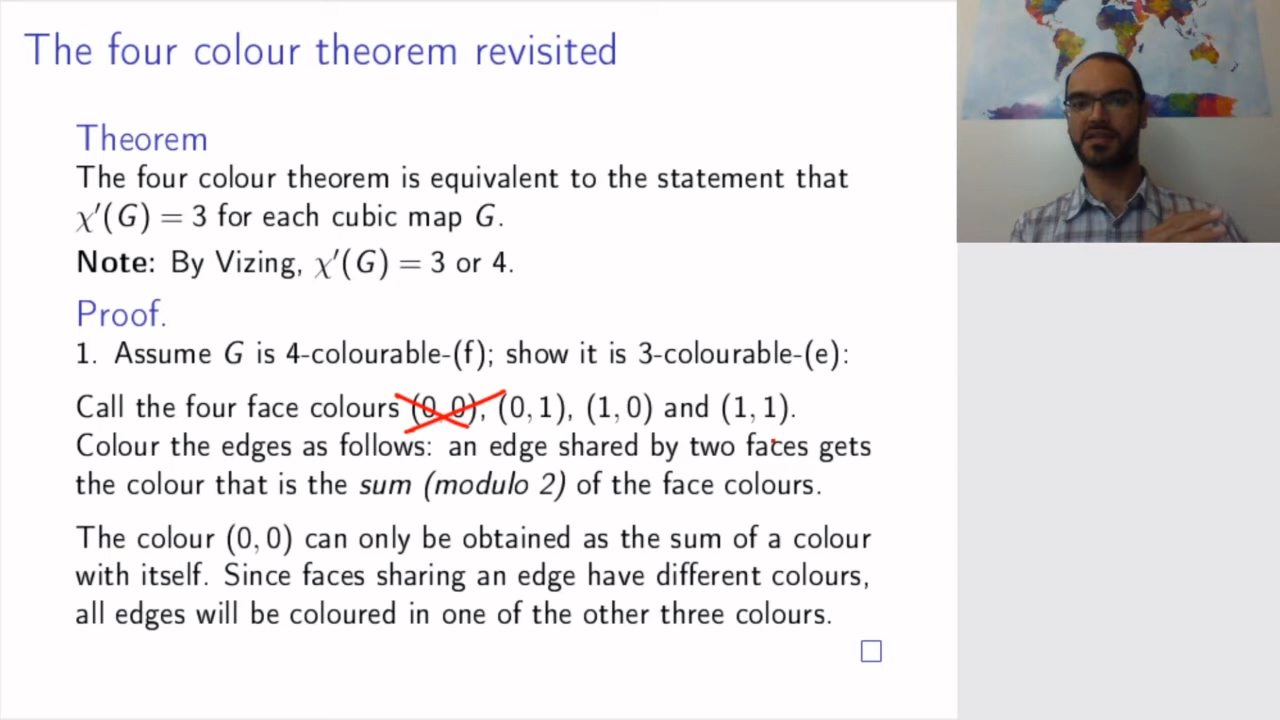 The four colour theorem revisited
Theorem
The four colour theorem is equivalent to the statement that
χ′(G) = 3 for each cubic map G.
Note: By Vizing, χ′(G) = 3 or 4.
Proof.
1. Assume G is 4-colourable-(f); show it is 3-colourable-(e):
Call the four face colours (0, 0), (0, 1), (1, 0) and (1, 1).
Colour the edges as follows: an edge shared by two faces gets
the colour that is the sum (modulo 2) of the face colours.
The colour (0, 0) can only be obtained as the sum of a colour
with itself. Since faces sharing an edge have different colours,
all edges will be coloured in one of the other three colours.